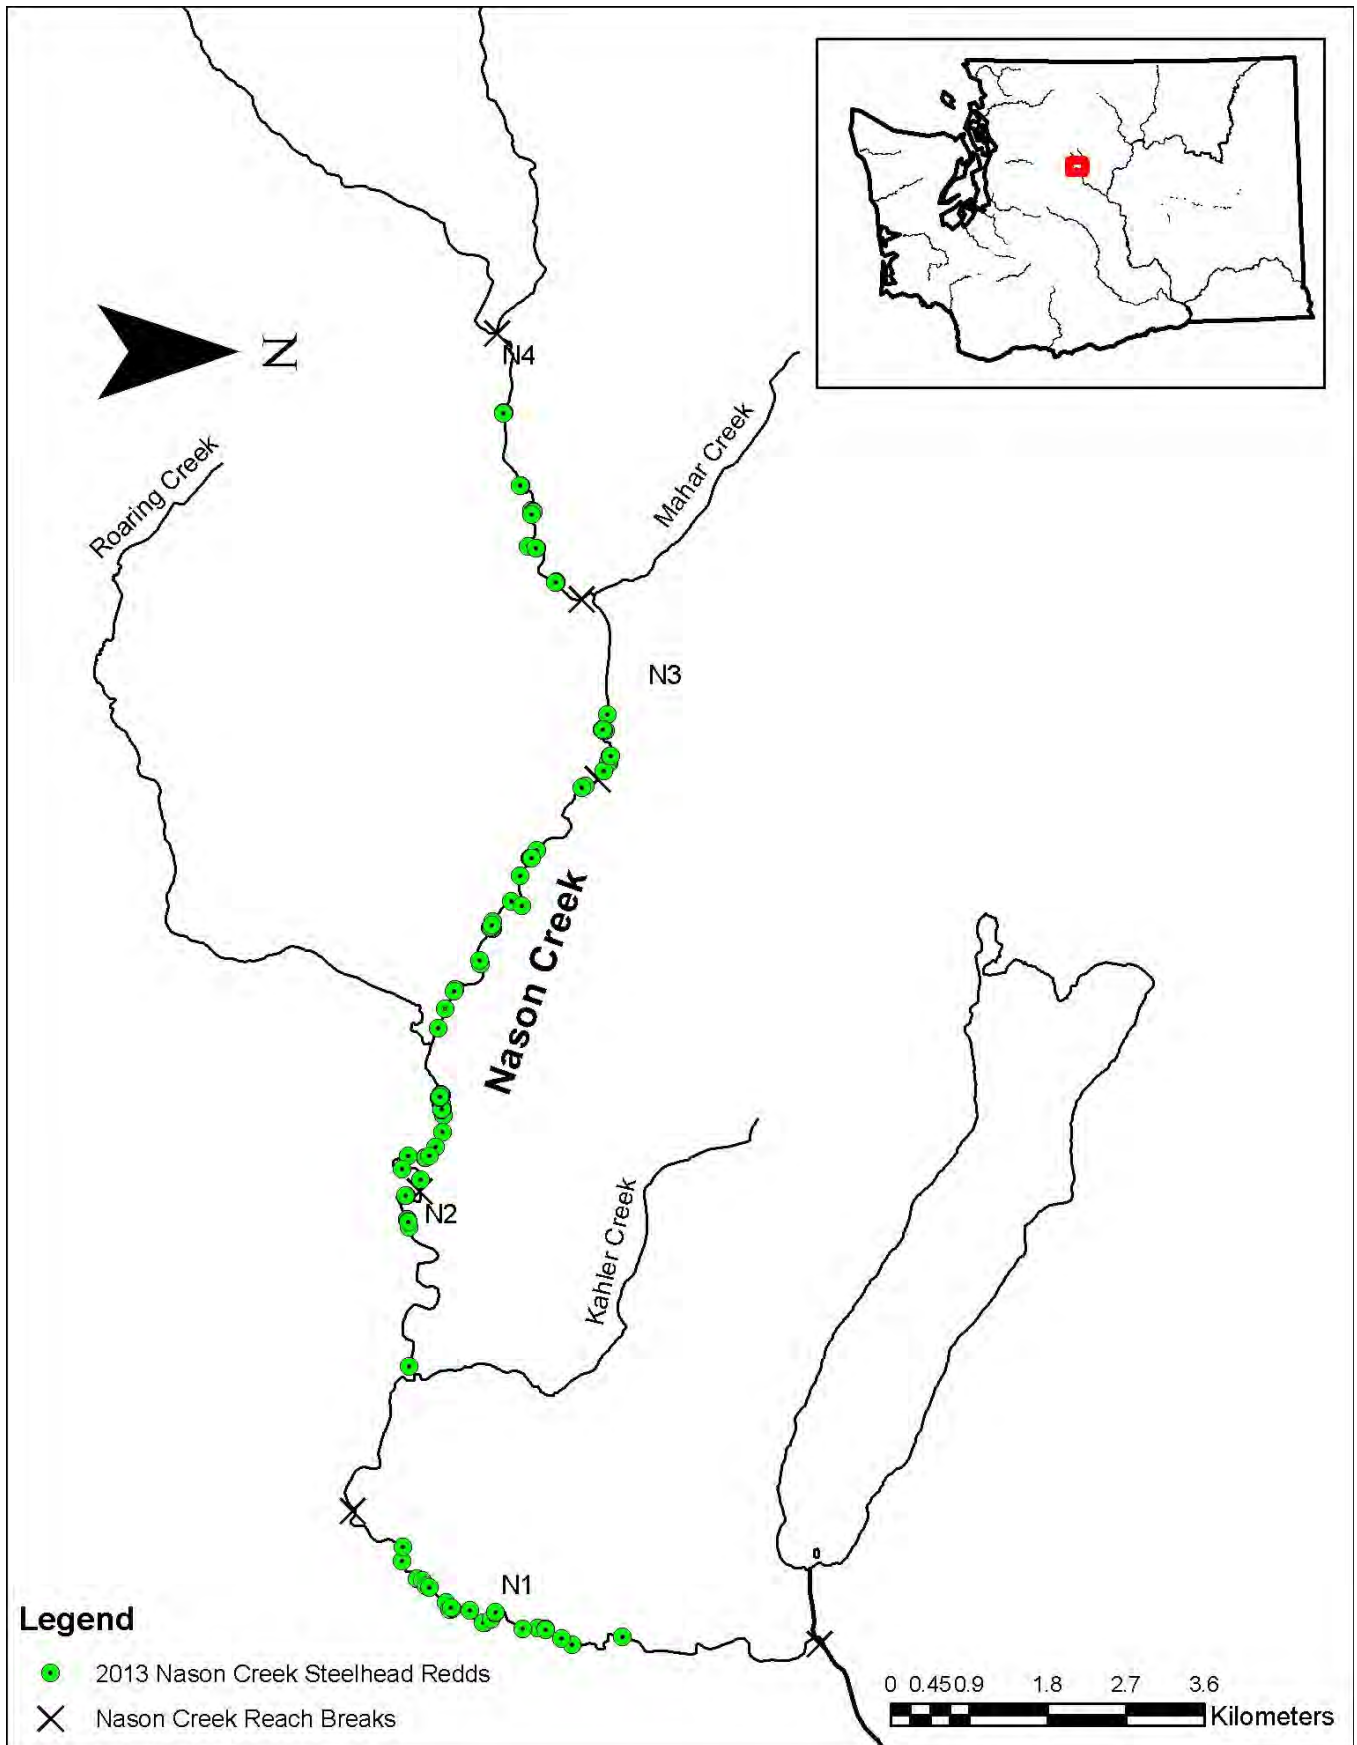 N4
N
Mahar Creek
Roaring Creek
N3
Nason Creek
N2
Kahler Creek
N1
Legend
2013 Nason Creek Steelhead Redds
Nason Creek Reach Breaks
0 0.45 0.9 1.8 2.7 3.6
Kilometers